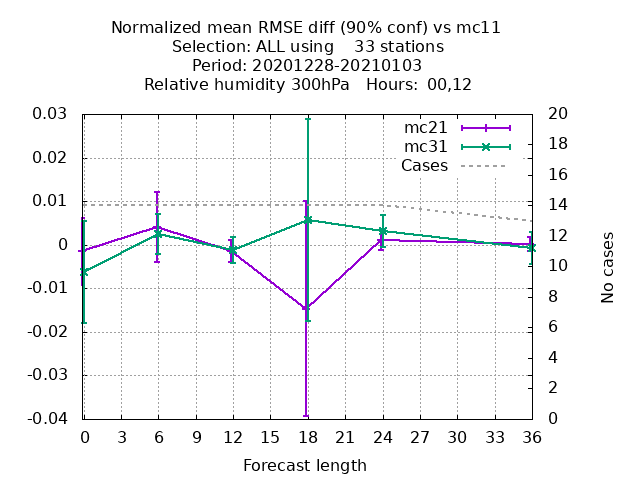 Normalized mean RMSE diff (90% conf) vs mc11
Selection: ALL using    33 stations
Period: 20201228-20210103
Relative humidity 300hPa   Hours:  00,12
0.03
0.02
0.01
0
-0.01
-0.02
-0.03
-0.04
mc21
mc31
Cases
20
18
16
14
12
10
8
6
4
2
0
No cases
0 3 6 9 12 15 18 21 24 27 30 33 36
Forecast length